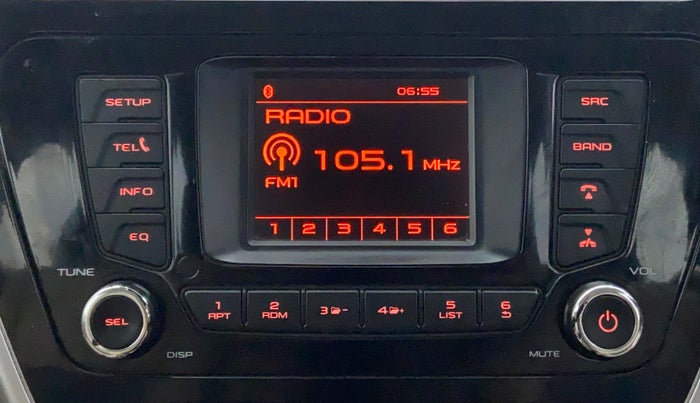 SETUP
TEL
INFO
EQ
TUNE
SEL
DISP
06:55
RADIO
105.1 MHz
FM1
1 2 3 4 5 6
SRC
BAND
VOL
MUTE
1
RPT
2
RDM
3 -
4 +
5
LIST
6